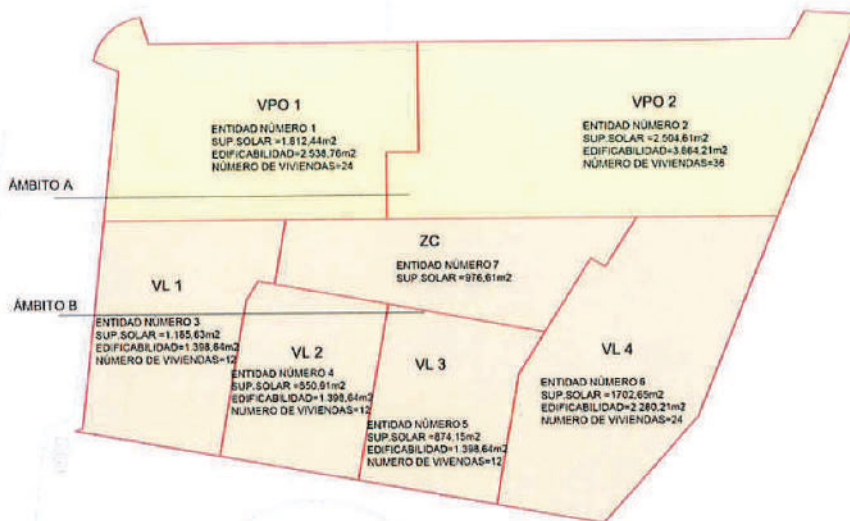 VPO 1
ENTIDAD NÚMERO 1
SUP.SOLAR =1.812,44m2
EDIFICABILIDAD=2.538,76m2
NÚMERO DE VIVIENDAS=24
VPO 2
ENTIDAD NÚMERO 2
SUP.SOLAR =2.504,61m2
EDIFICABILIDAD=3.664,21m2
NÚMERO DE VIVIENDAS=36
ÁMBITO A
ZC
ENTIDAD NÚMERO 7
SUP.SOLAR =976,61m2
VL 1
ÁMBITO B
ENTIDAD NÚMERO 3
SUP.SOLAR =1.185,63m2
EDIFICABILIDAD=1.398,64m2
NÚMERO DE VIVIENDAS=12
VL 2
ENTIDAD NÚMERO 4
SUP.SOLAR =850,91m2
EDIFICABILIDAD=1.398,64m2
NUMERO DE VIVIENDAS=12
VL 3
ENTIDAD NÚMERO 5
SUP.SOLAR =874,15m2
EDIFICABILIDAD=1.398,64m2
NUMERO DE VIVIENDAS=12
VL 4
ENTIDAD NÚMERO 6
SUP.SOLAR =1702,65m2
EDIFICABILIDAD=2.280,21m2
NUMERO DE VIVIENDAS=24